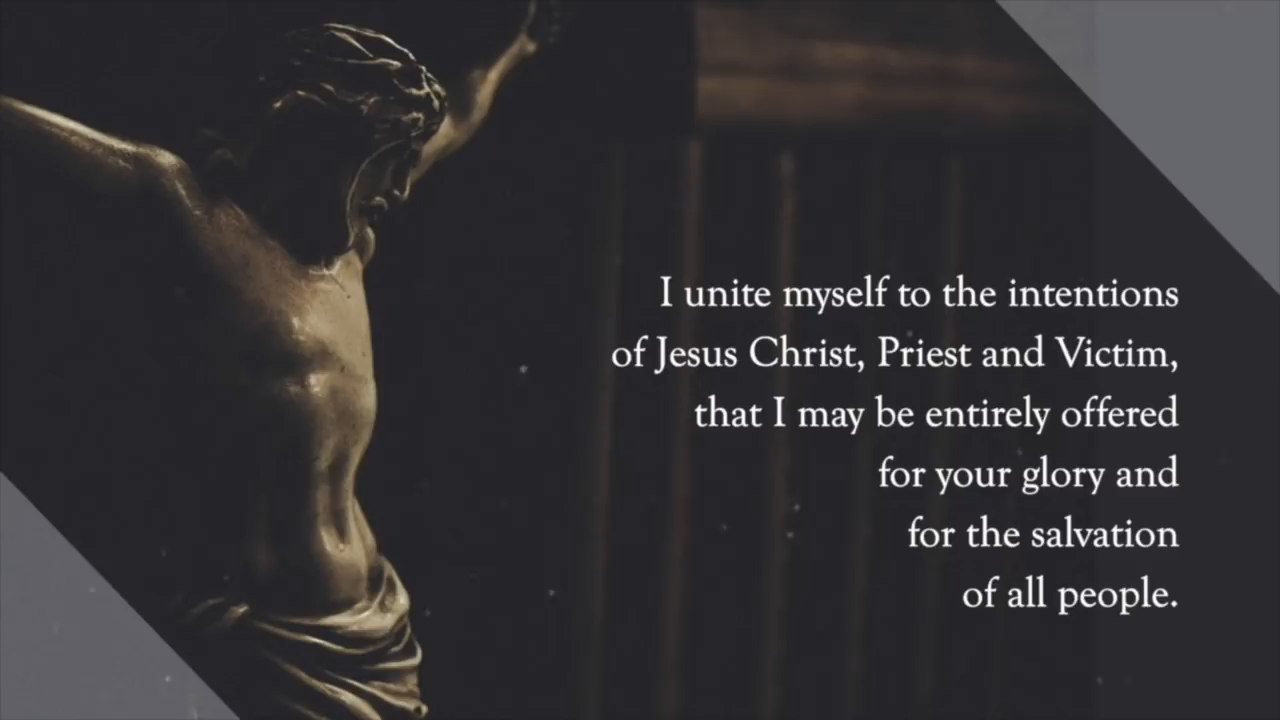 I unite myself to the intentions
of Jesus Christ, Priest and Victim,
that I may be entirely offered
for your glory and
for the salvation
of all people.